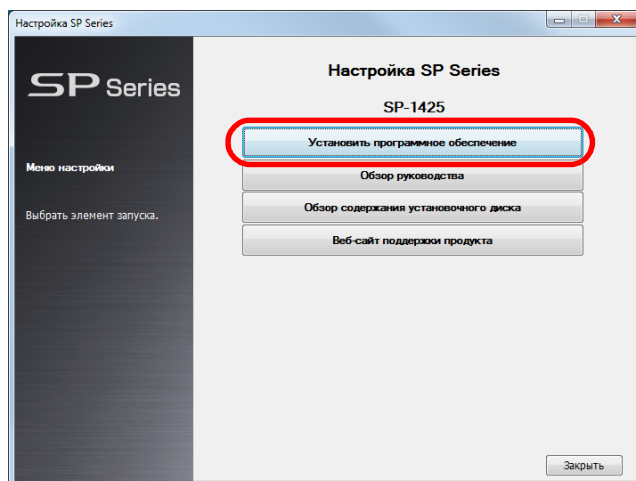 Настройка SP Series
SP Series
Меню настройки
Выбрать элемент запуска.
Настройка SP Series
SP-1425
Установить программное обеспечение
Обзор руководства
Обзор содержания установочного диска
Веб-сайт поддержки продукта
Закрыть